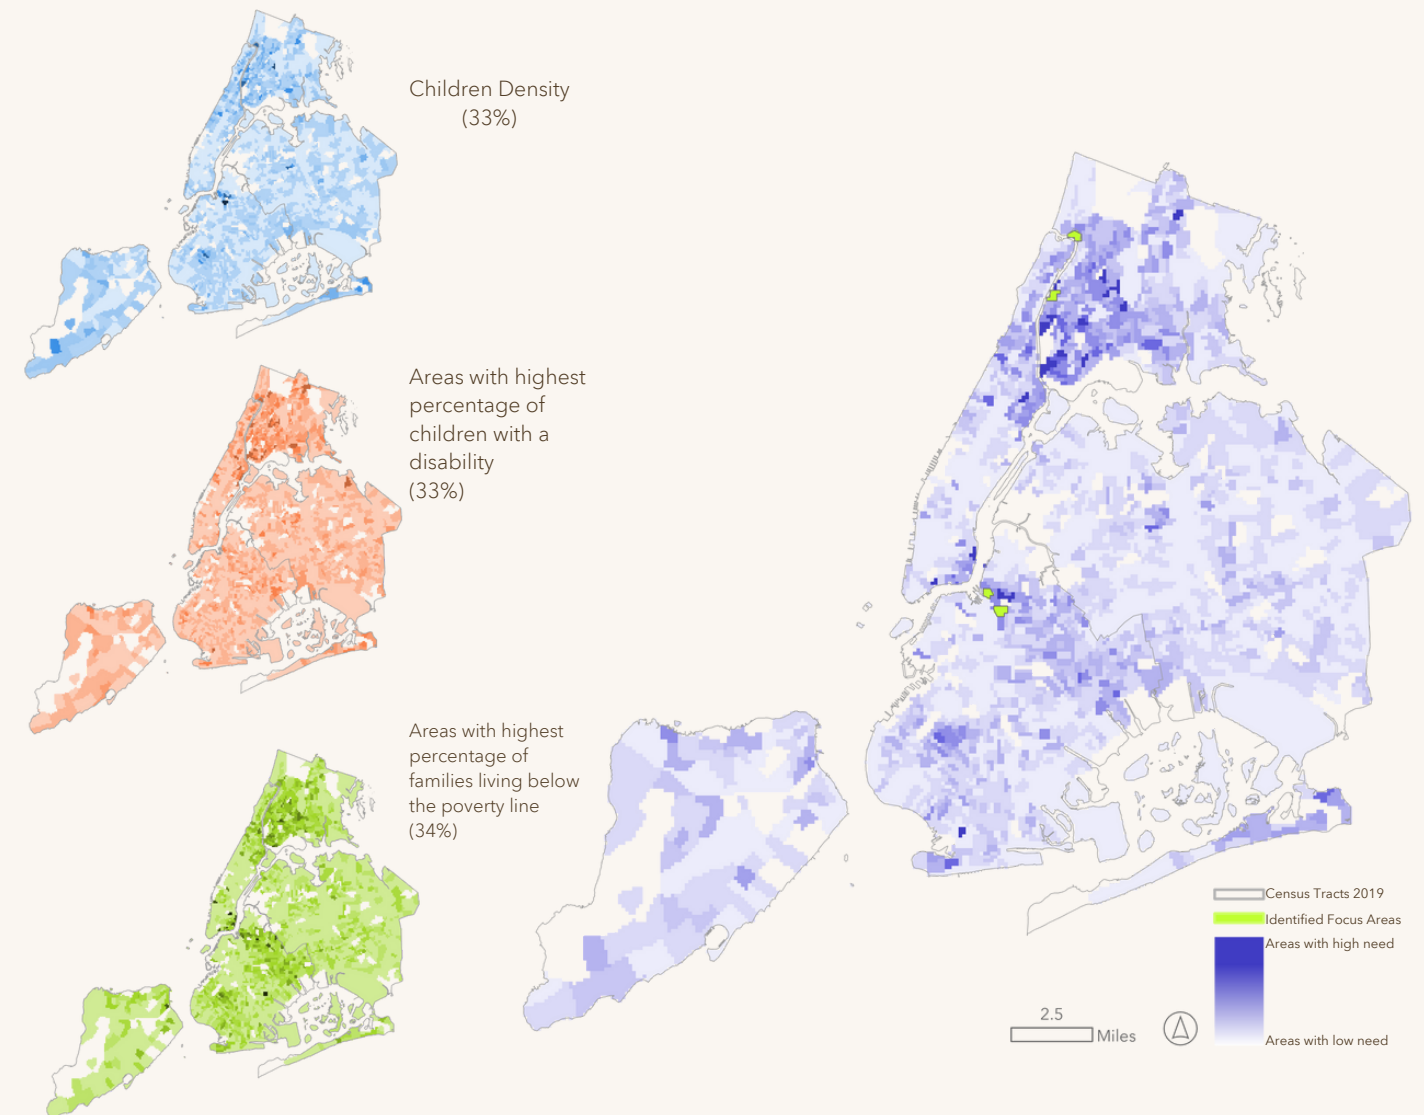 Children Density
(33%)
Areas with highest
percentage of
children with a
disability
(33%)
Areas with highest
percentage of
families living below
the poverty line
(34%)
Census Tracts 2019
Identified Focus Areas
Areas with high need
Areas with low need
2.5
Miles